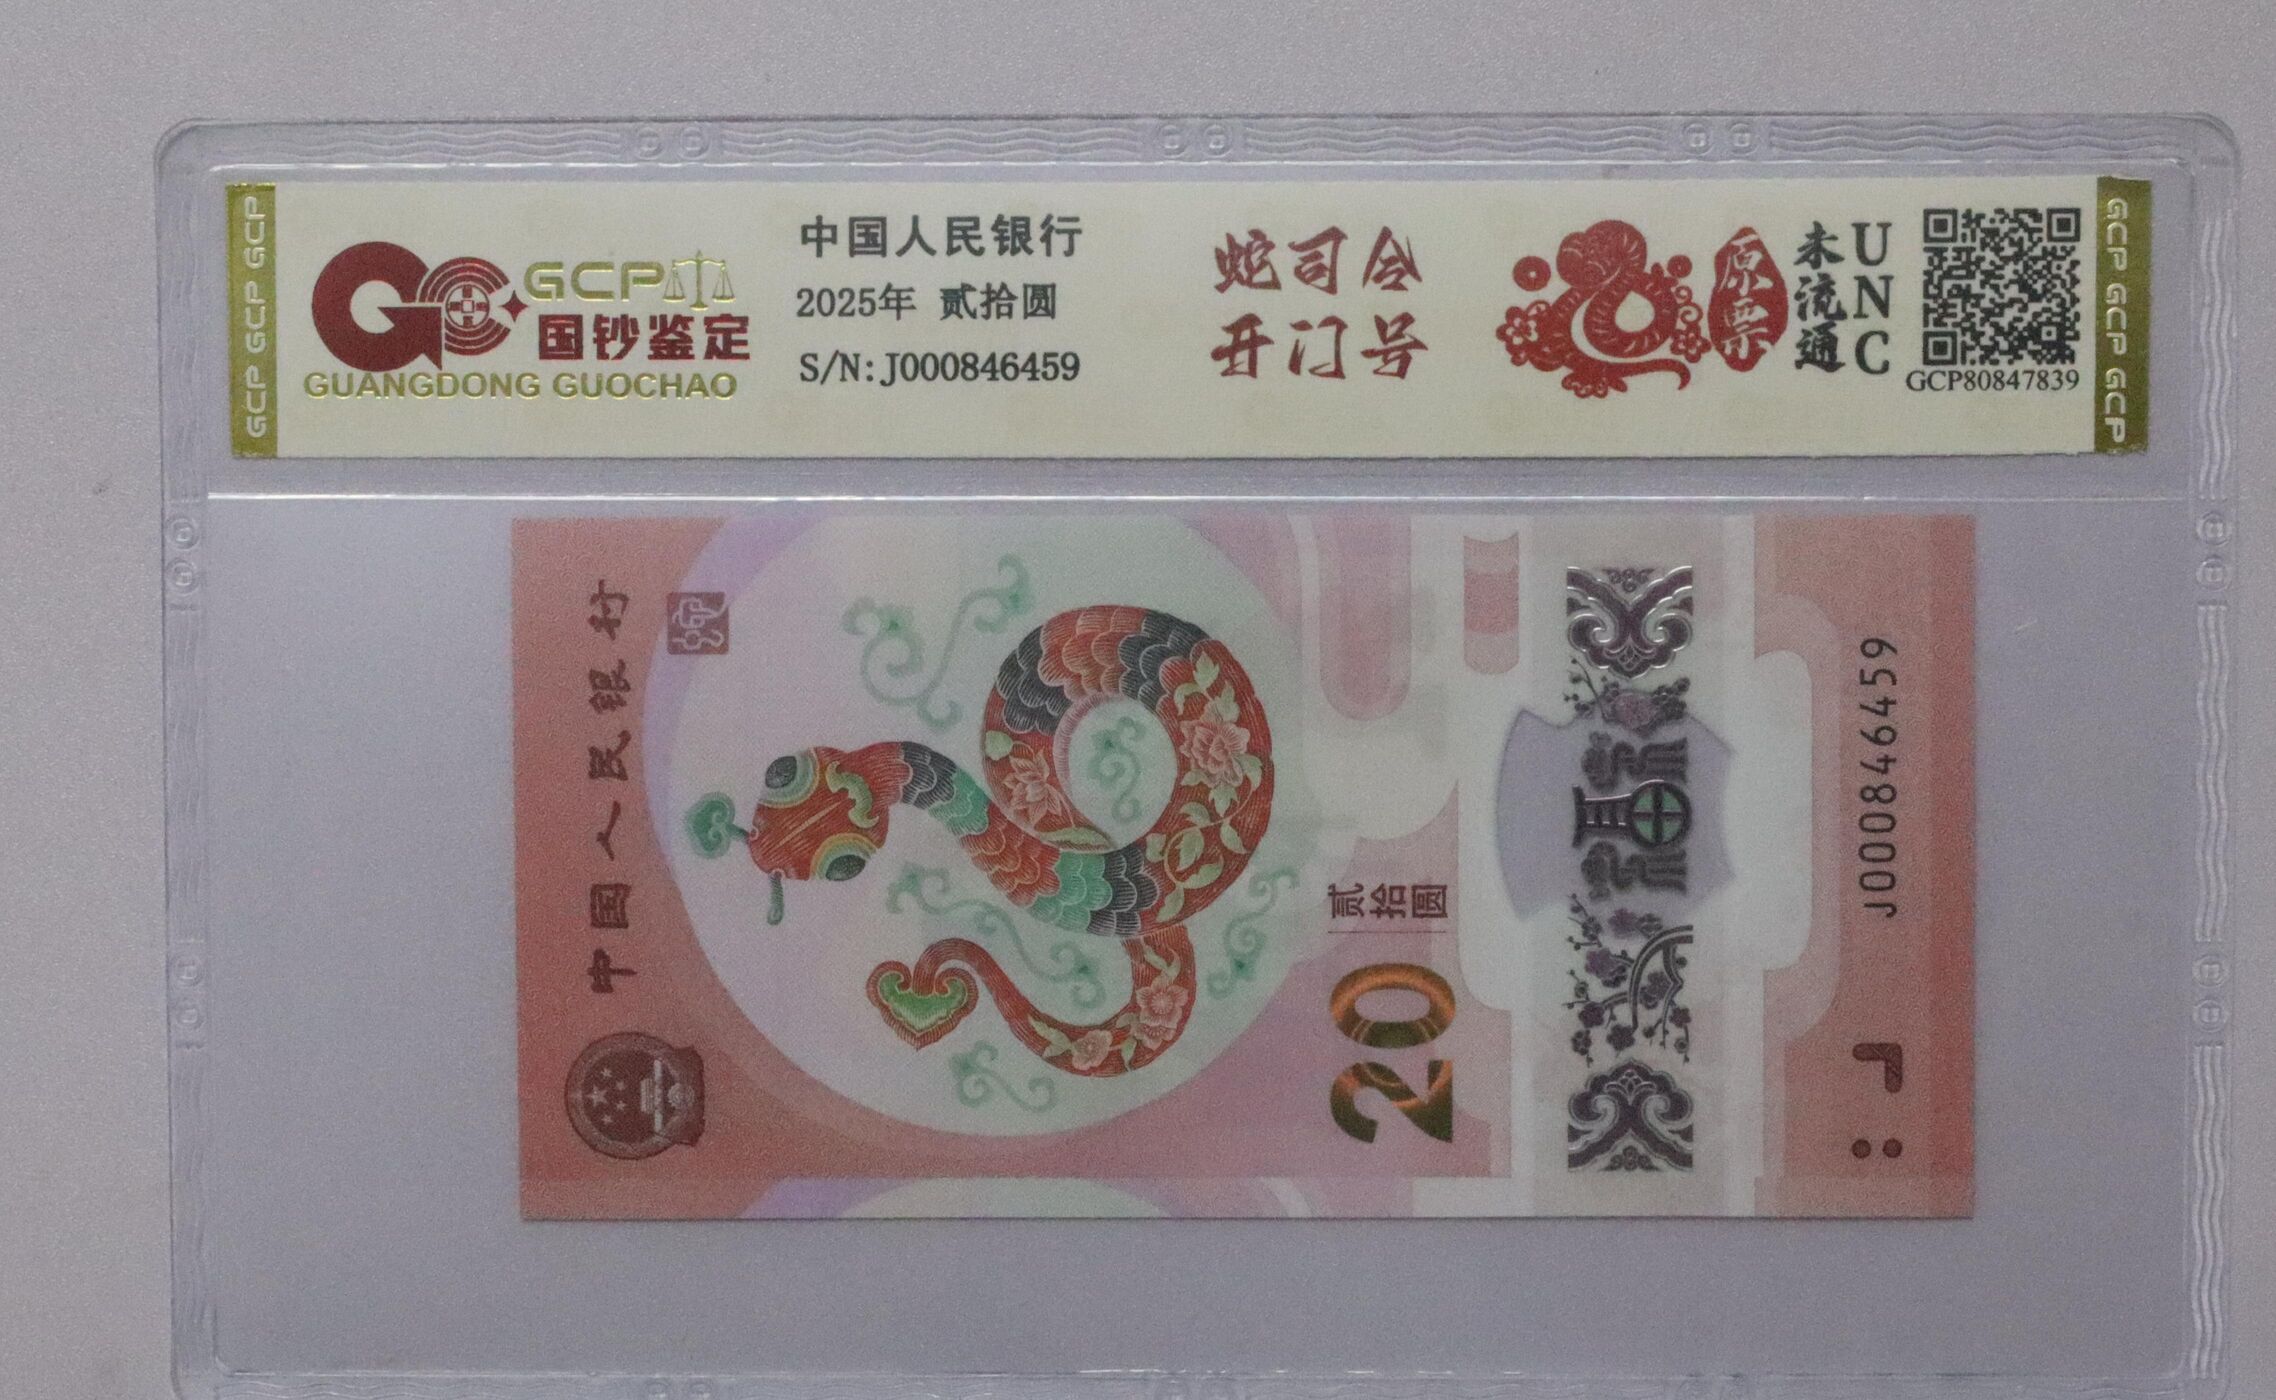 GCP GCP GCP
GCP
国钞鉴定
GUANGDONG GUOCHAO
中国人民银行
2025年 贰拾圆
S/N:J000846459
蛇司令
开门号
原票
未流通
UNC
GCP80847839
GCP GCP GCP
中国人民银行
贰拾圆
20
福
J000846459